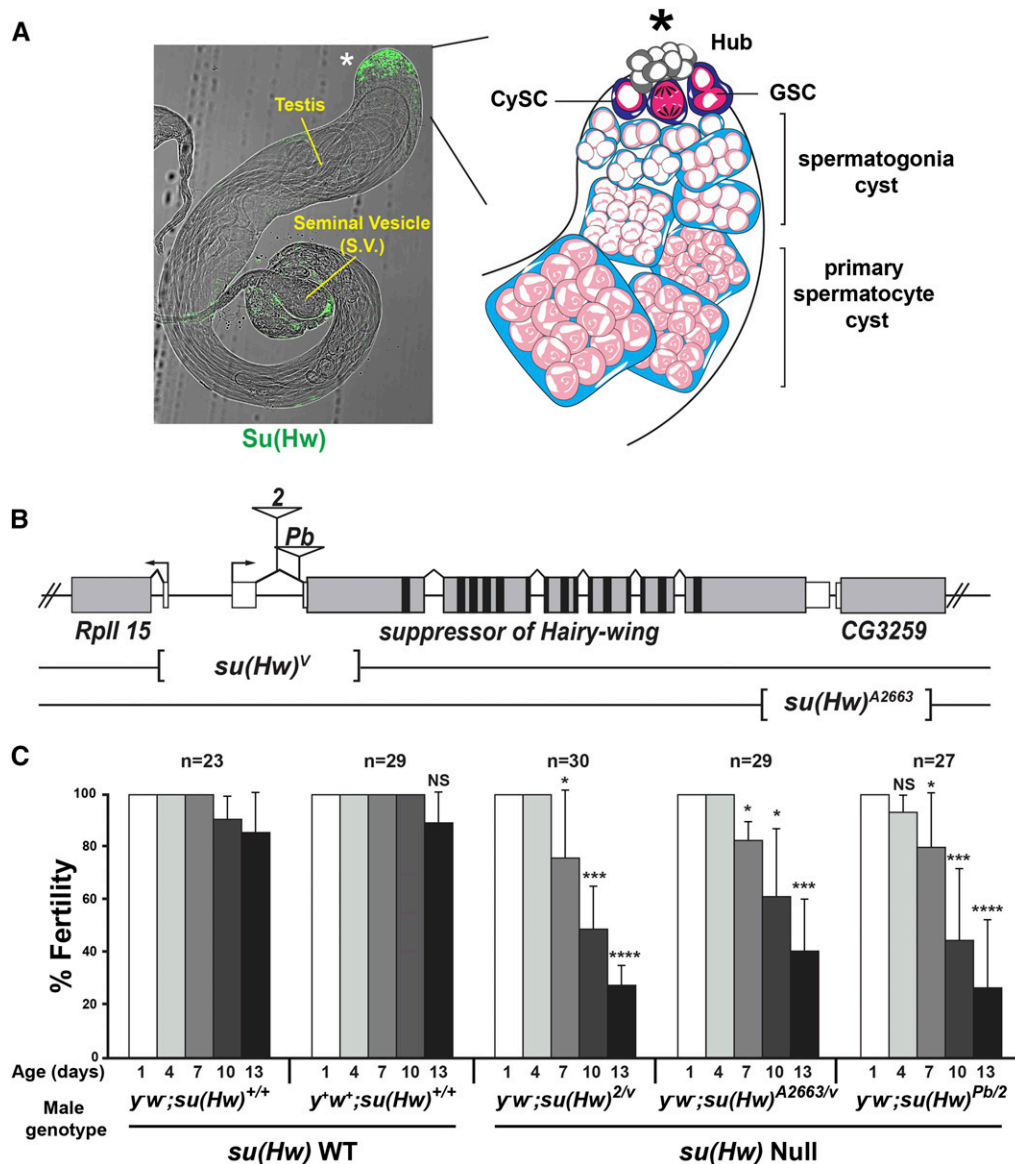 A
*
Testis
Seminal Vesicle
(S.V.)
Su(Hw)
*
Hub
CySC
GSC
spermatogonia
cyst
primary
spermatocyte
cyst
B
2
Pb
RpII 15
suppressor of Hairy-wing
CG3259
su(Hw)V
su(Hw)A2663
C
n=23 n=29 n=30 n=29 n=27
% Fertility
100
80
60
40
20
0
NS
* *** ****
* * ***
NS * *** ****
Age (days) 1 4 7 10 13 1 4 7 10 13 1 4 7 10 13 1 4 7 10 13 1 4 7 10 13
Male
genotype
y-w-;su(Hw)+/+ y+w+;su(Hw)+/+ y-w-;su(Hw)2/v y-w-;su(Hw)A2663/v y-w-;su(Hw)Pb/2
su(Hw) WT su(Hw) Null